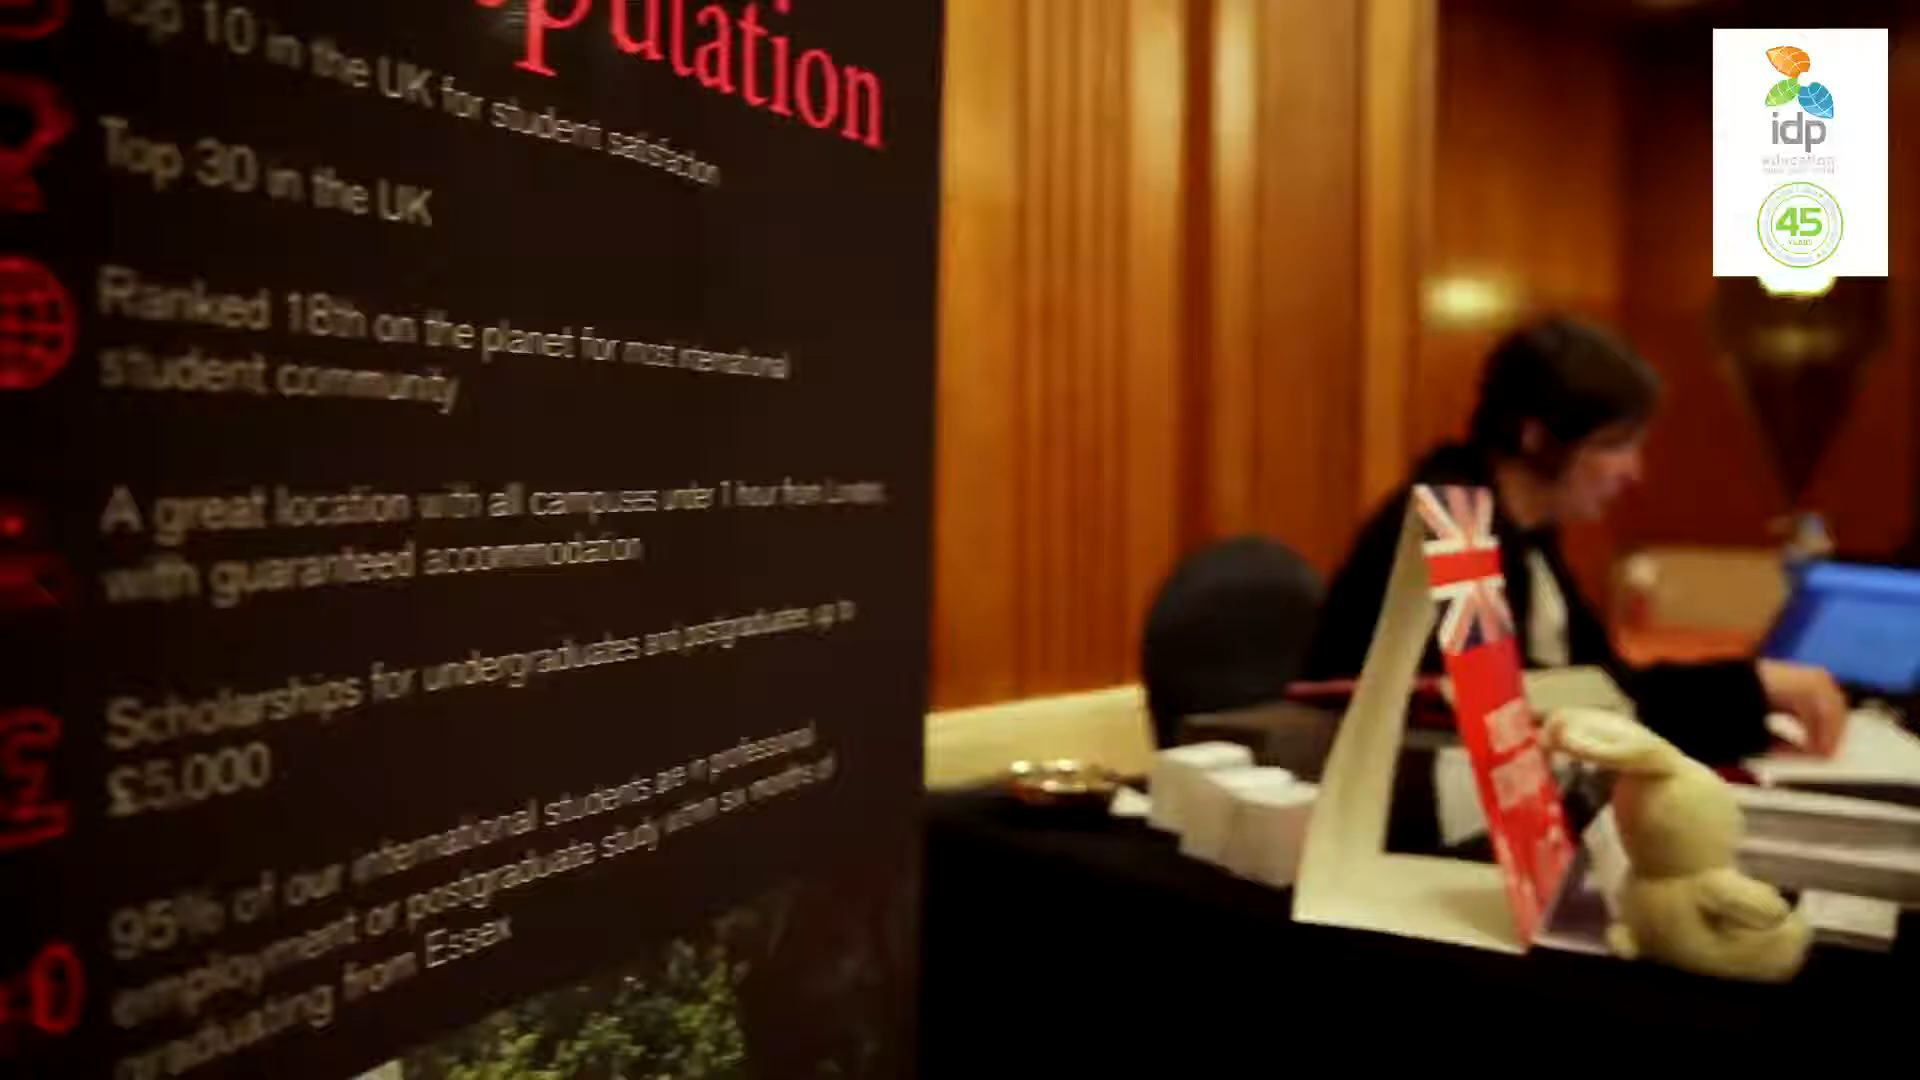 putation
Top 10 in the UK for student satisfaction
Top 30 in the UK
Ranked 18th on the planet for most international
student community
A great location with all campuses under 1 hour from London
with guaranteed accommodation
Scholarships for undergraduates and postgraduates up to
£5,000
95% of our international students are in professional
employment or postgraduate study within six months of
graduating from Essex
idp
education
45
YEARS